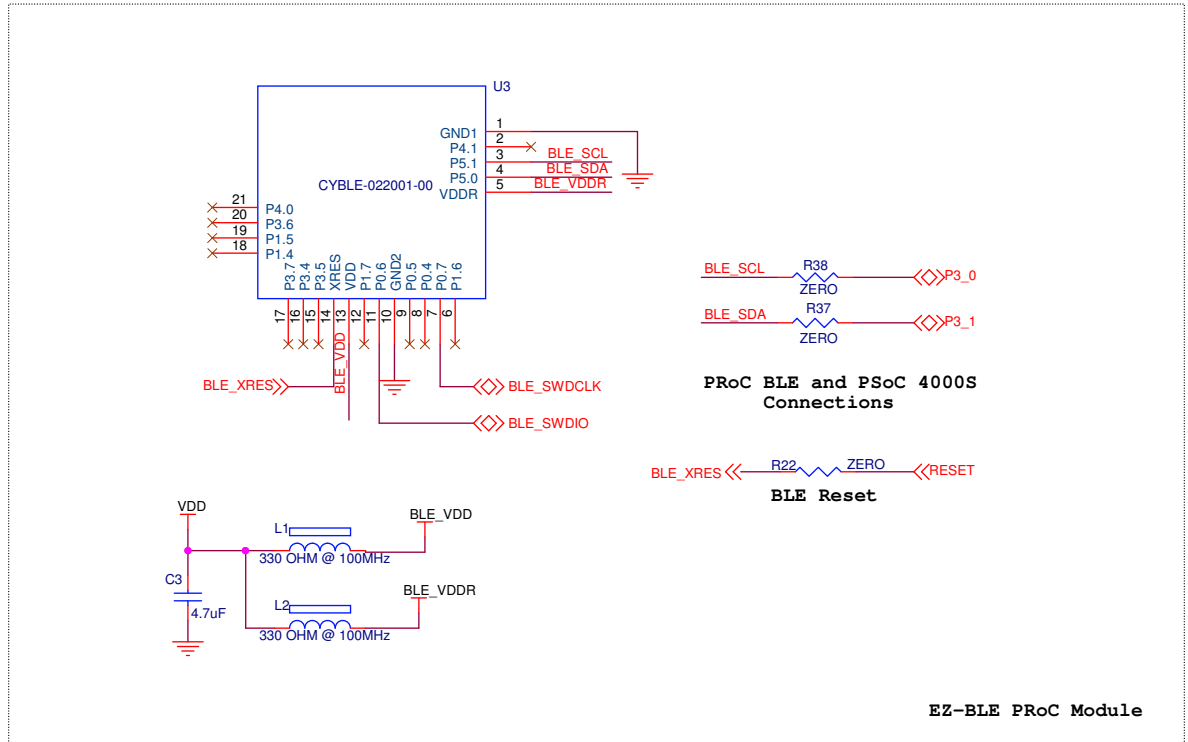 U3
GND1 1
P4.1 2
P5.1 3 BLE_SCL
P5.0 4 BLE_SDA
VDDR 5 BLE_VDDR
CYBLE-022001-00
21 P4.0
20 P3.6
19 P1.5
18 P1.4
P3.7 P3.4 P3.5 XRES VDD P1.7 P0.6 GND2 P0.5 P0.4 P0.7 P1.6
17 16 15 14 13 12 11 10 9 8 7 6
BLE_VDD
BLE_XRES
BLE_SWDCLK
BLE_SWDIO
BLE_SCL R38 P3_0
ZERO
BLE_SDA R37 P3_1
ZERO
PRoC BLE and PSoC 4000S
Connections
BLE_XRES R22 ZERO RESET
BLE Reset
VDD
L1 BLE_VDD
330 OHM @ 100MHz
C3
4.7uF
L2 BLE_VDDR
330 OHM @ 100MHz
EZ-BLE PRoC Module